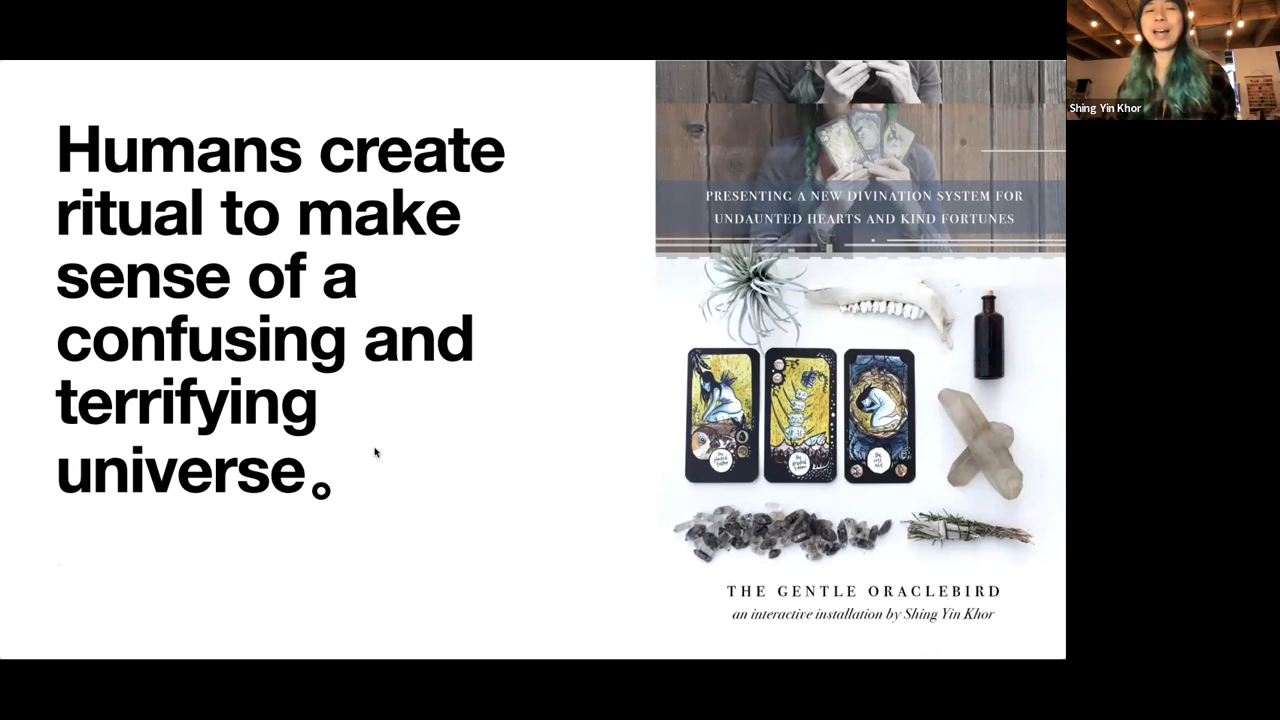 Humans create
ritual to make
sense of a
confusing and
terrifying
universe。
PRESENTING A NEW DIVINATION SYSTEM FOR
UNDAUNTED HEARTS AND KIND FORTUNES
THE GENTLE ORACLEBIRD
an interactive installation by Shing Yin Khor
Shing Yin Khor